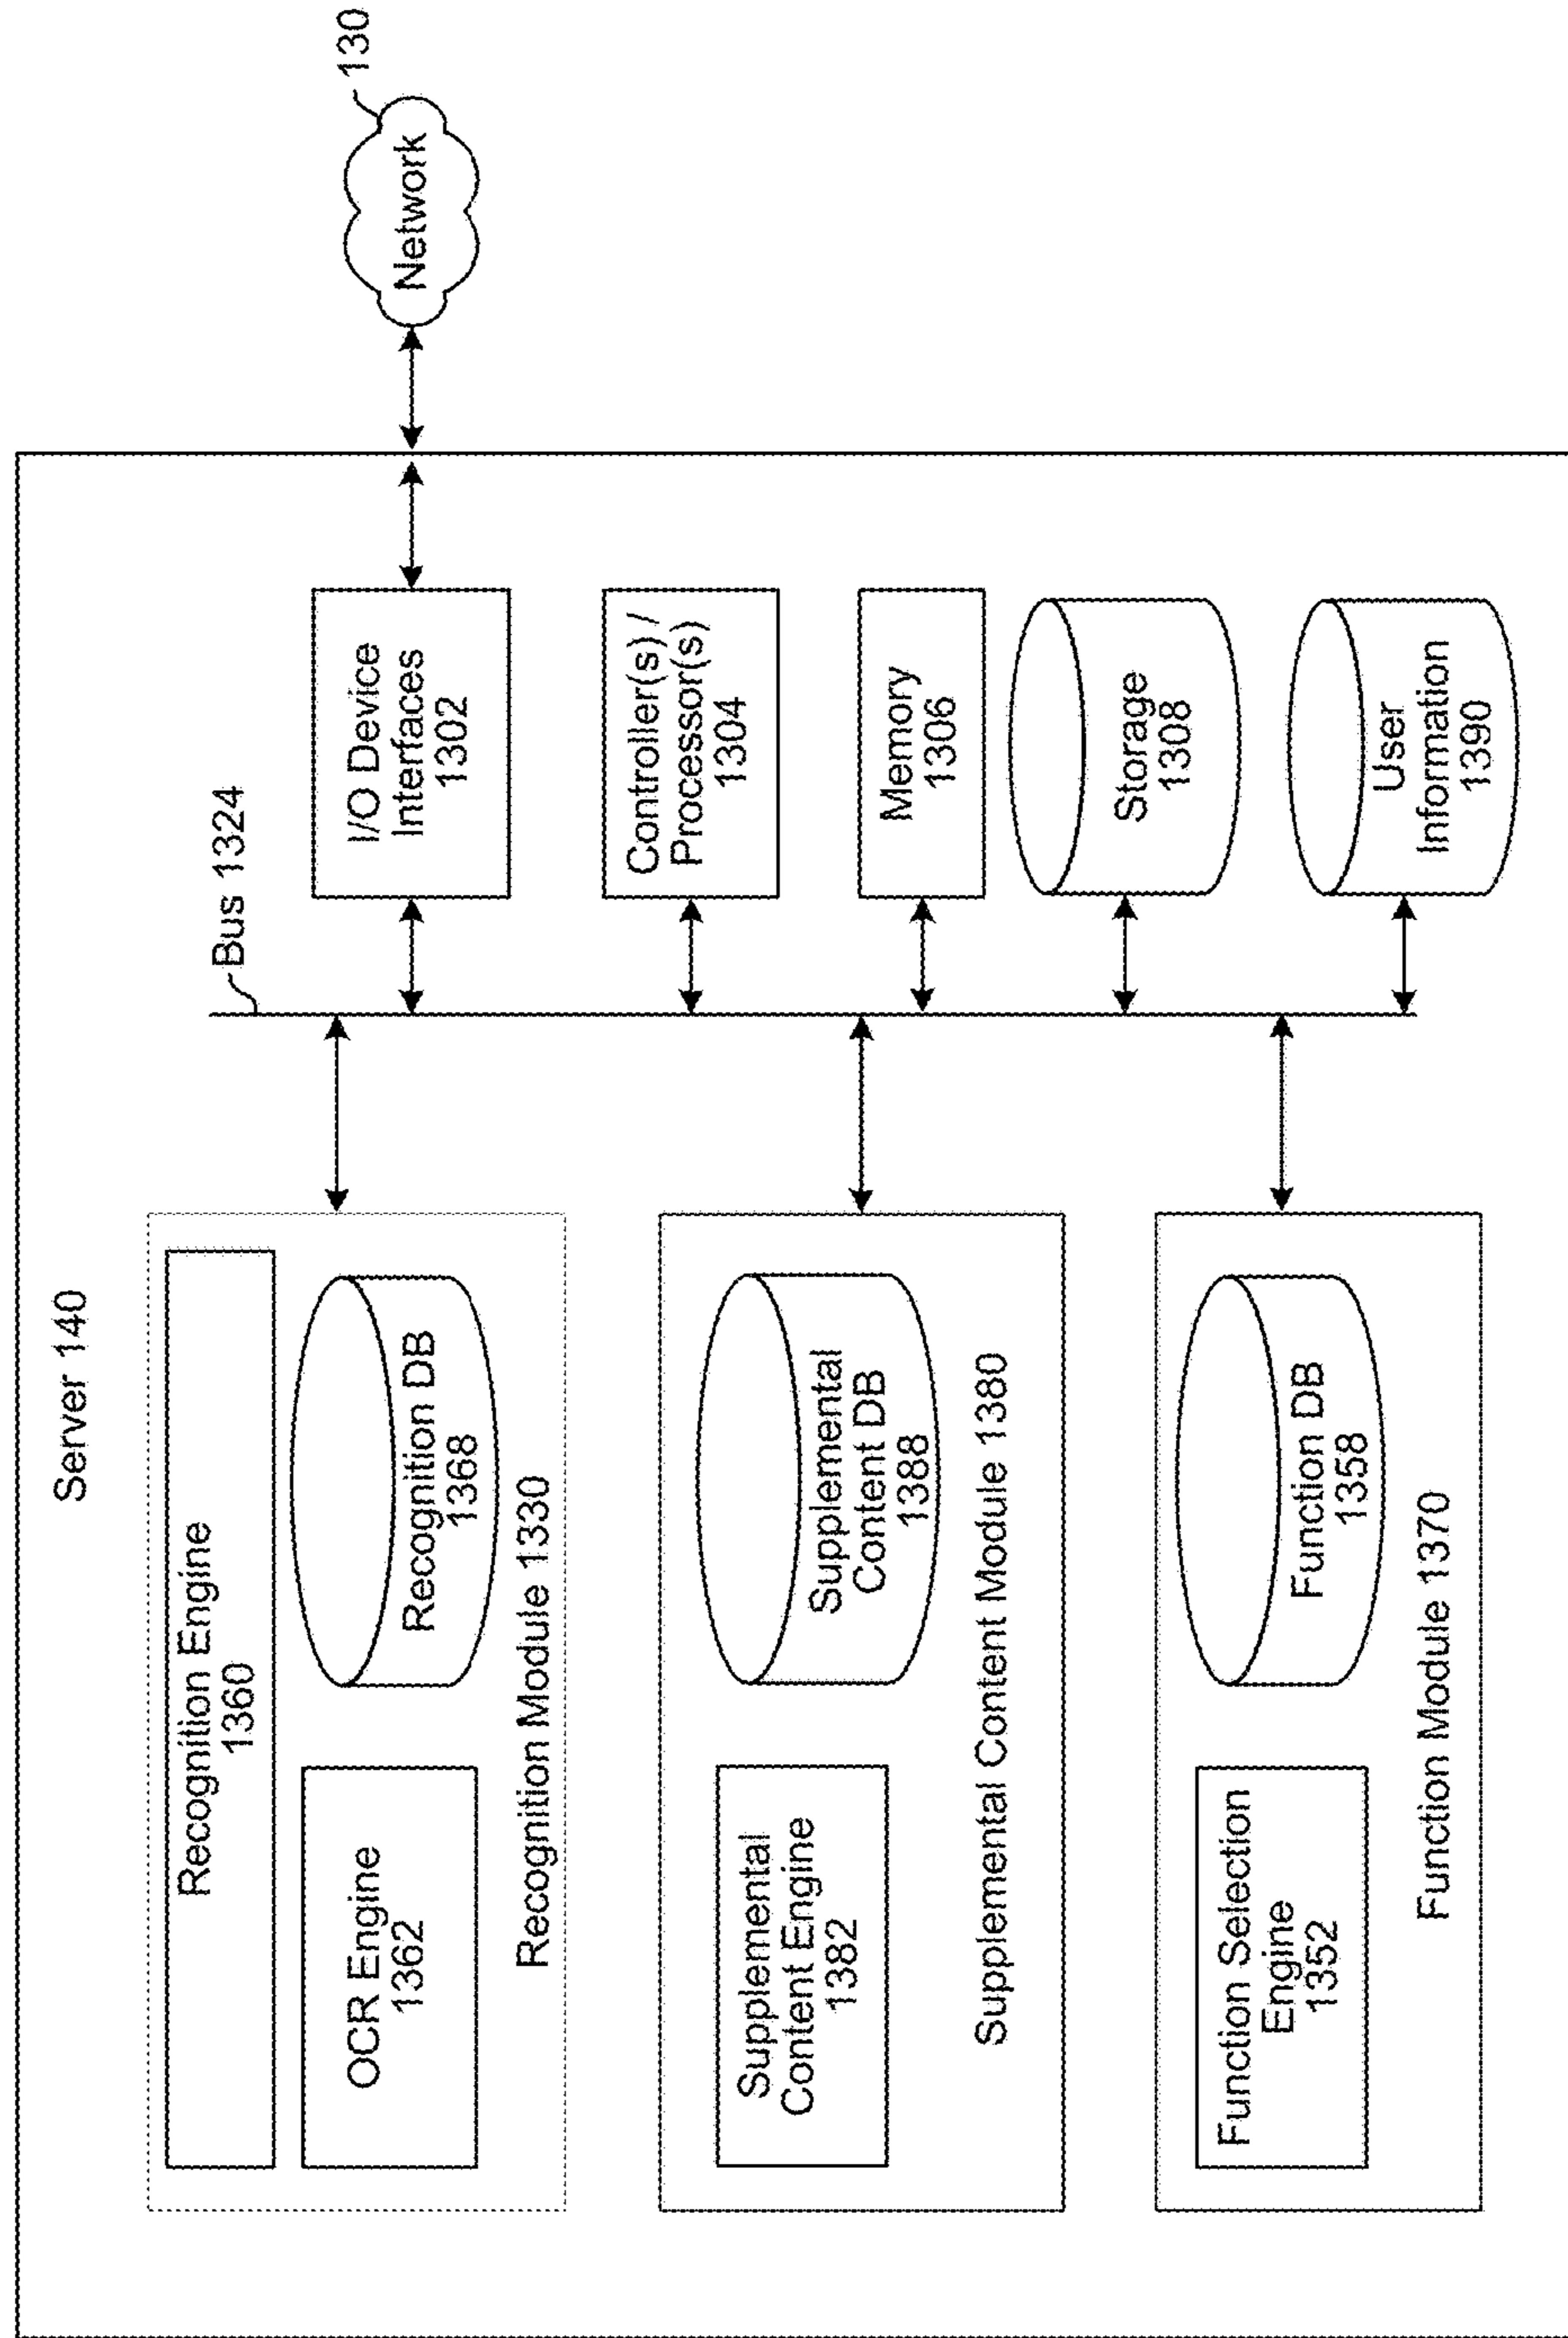 Server 140
Recognition Engine
1360
OCR Engine
1362
Recognition DB
1368
Recognition Module 1330
Supplemental
Content Engine
1382
Supplemental
Content DB
1388
Supplemental Content Module 1380
Function Selection
Engine
1352
Function DB
1358
Function Module 1370
Bus 1324
I/O Device
Interfaces
1302
Controller(s) /
Processor(s)
1304
Memory
1306
Storage
1308
User
Information
1390
Network
130